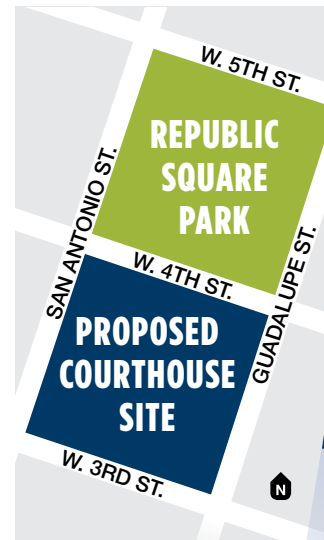 W. 5TH ST.
REPUBLIC
SQUARE
PARK
SAN ANTONIO ST.
GUADALUPE ST.
W. 4TH ST.
PROPOSED
COURTHOUSE
SITE
W. 3RD ST.
N